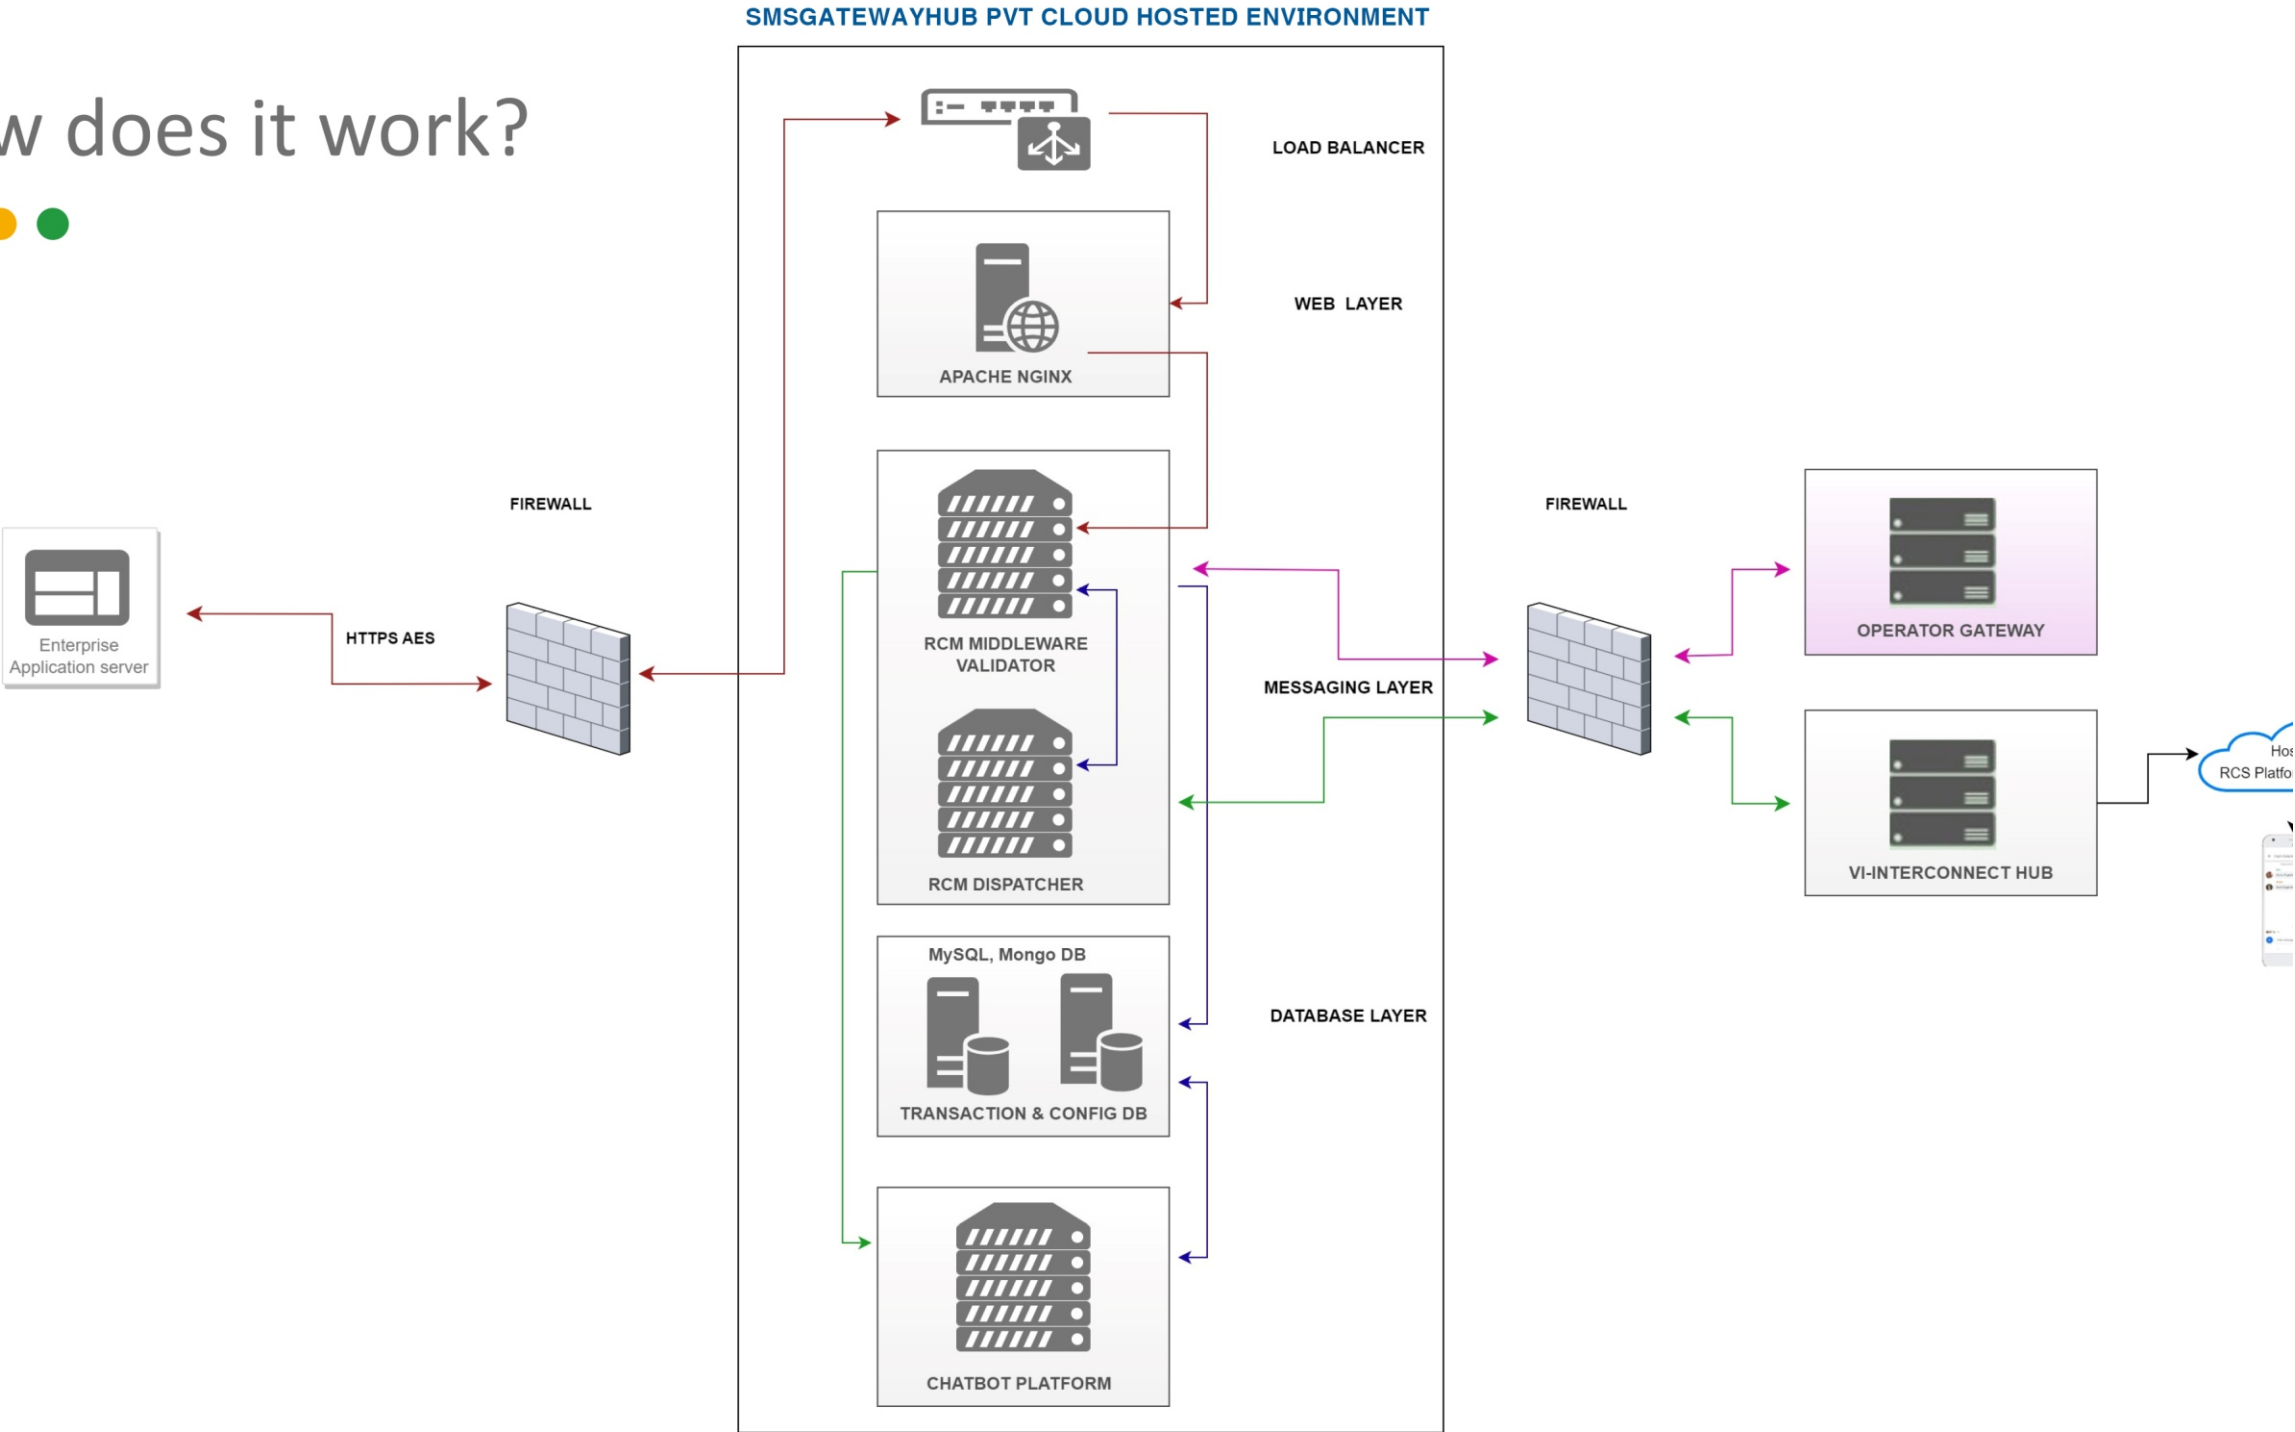 SMSGATEWAYHUB PVT CLOUD HOSTED ENVIRONMENT
does it work?
LOAD BALANCER
WEB LAYER
APACHE NGINX
FIREWALL
FIREWALL
Enterprise
Application server
HTTPS AES
RCM MIDDLEWARE
VALIDATOR
MESSAGING LAYER
OPERATOR GATEWAY
RCM DISPATCHER
VI-INTERCONNECT HUB
RCS
MySQL, Mongo DB
DATABASE LAYER
TRANSACTION & CONFIG DB
CHATBOT PLATFORM